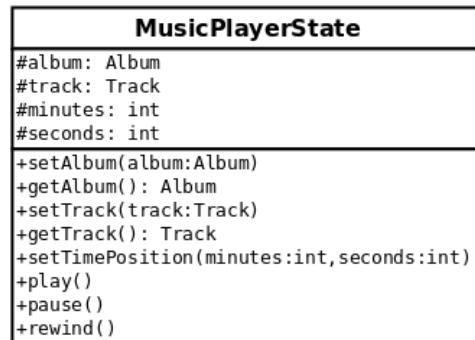 MusicPlayerState
#album: Album
#track: Track
#minutes: int
#seconds: int
+setAlbum(album:Album)
+getAlbum(): Album
+setTrack(track:Track)
+getTrack(): Track
+setTimePosition(minutes:int,seconds:int)
+play()
+pause()
+rewind()